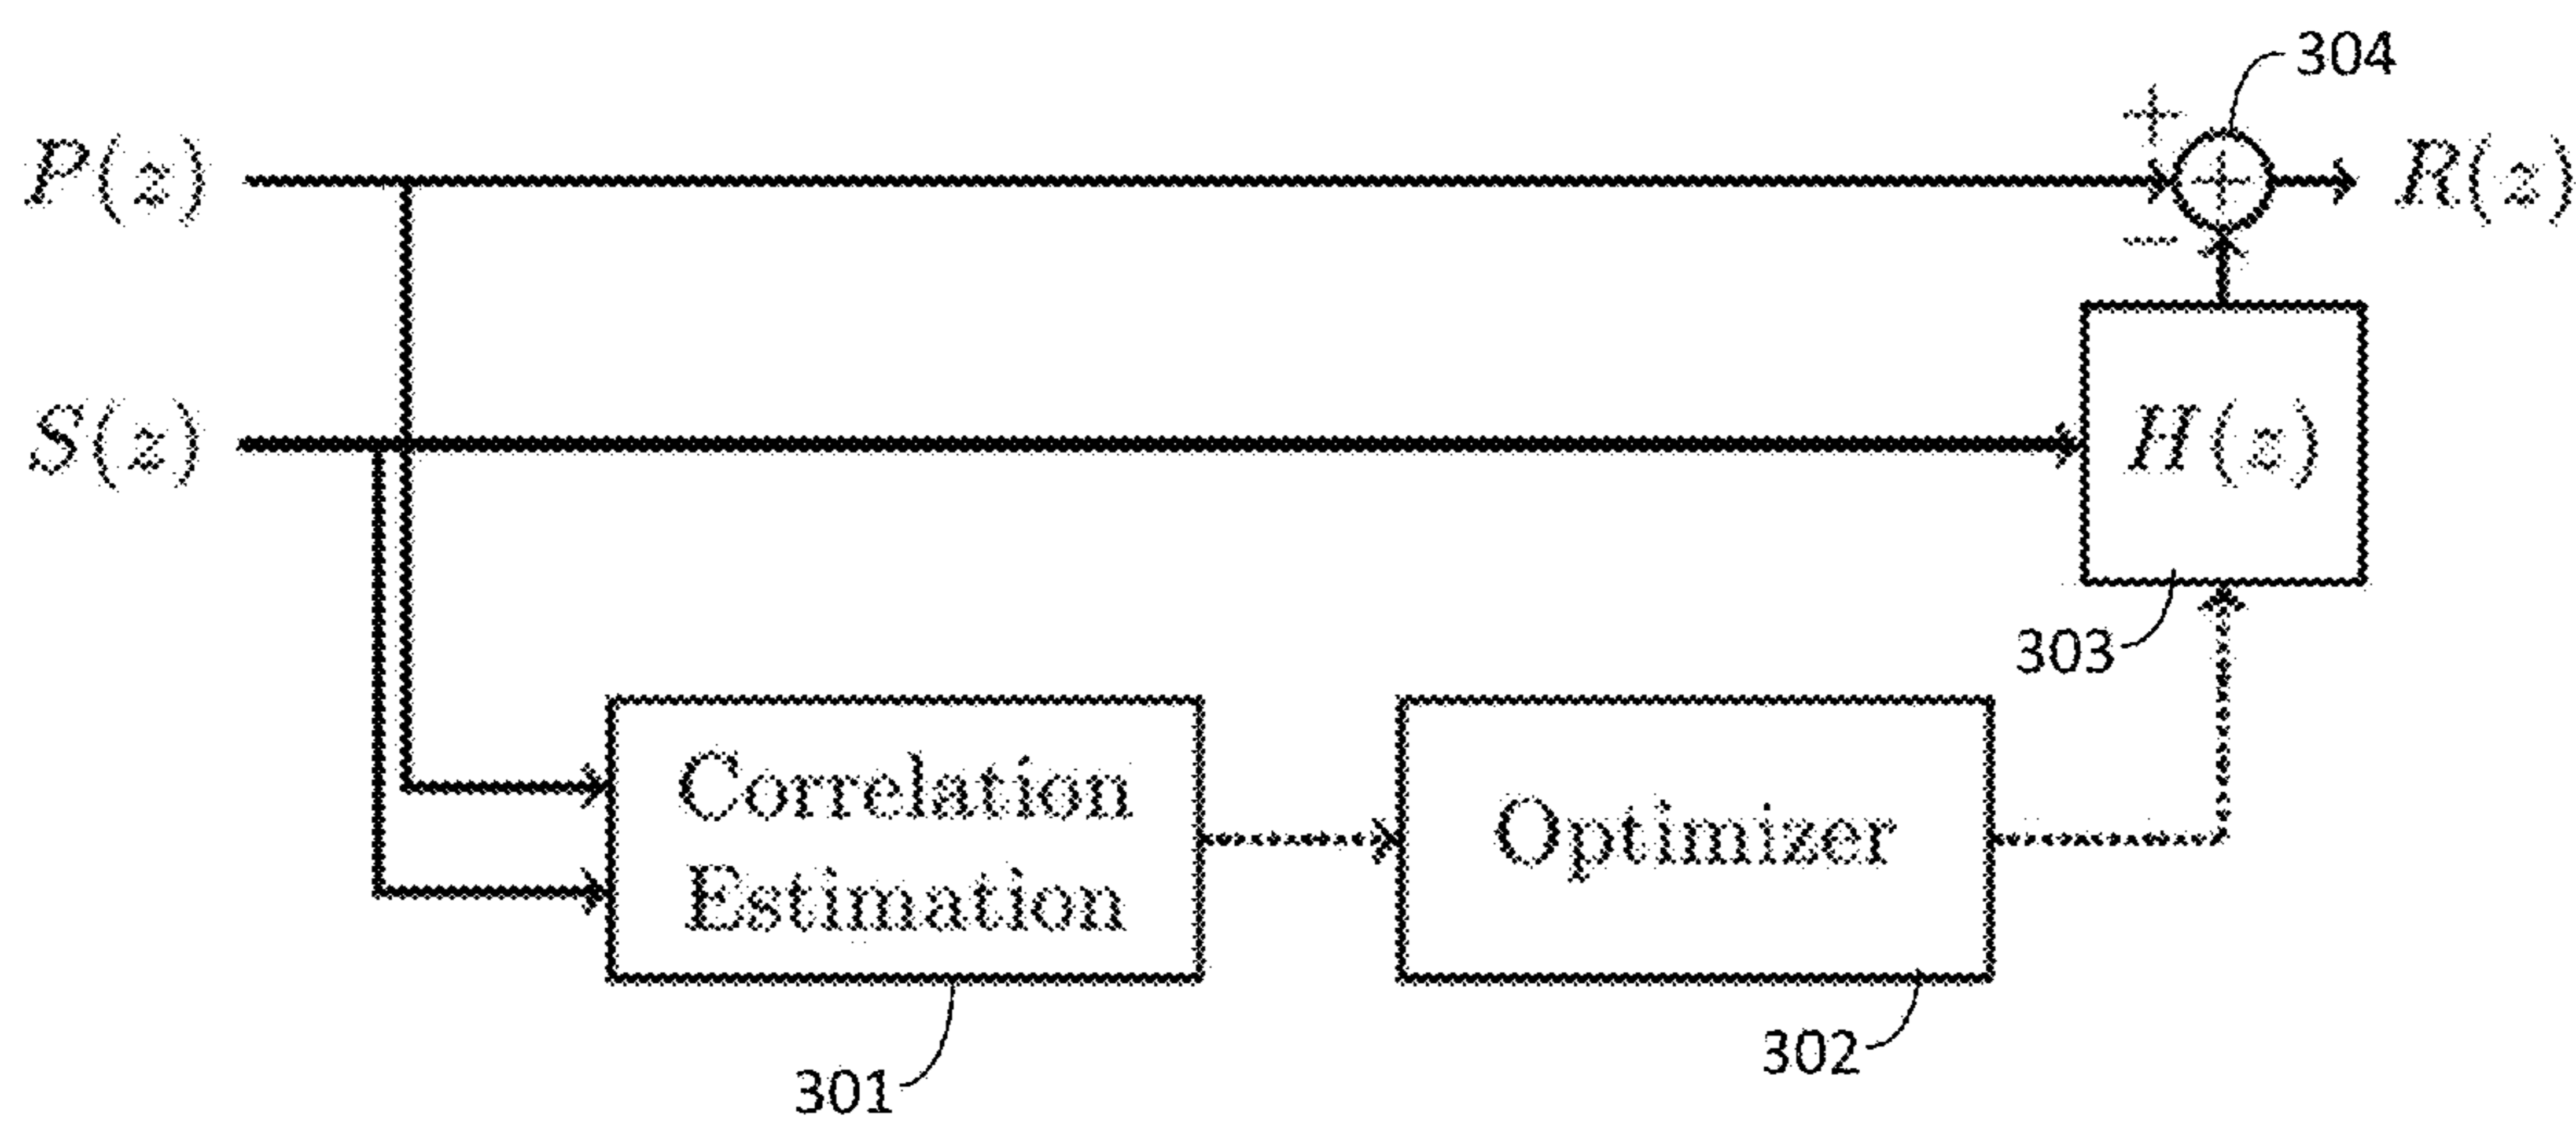 304
+
P(z)
+
R(z)
−
S(z)
H(z)
303
Correlation
Estimation
Optimizer
302
301